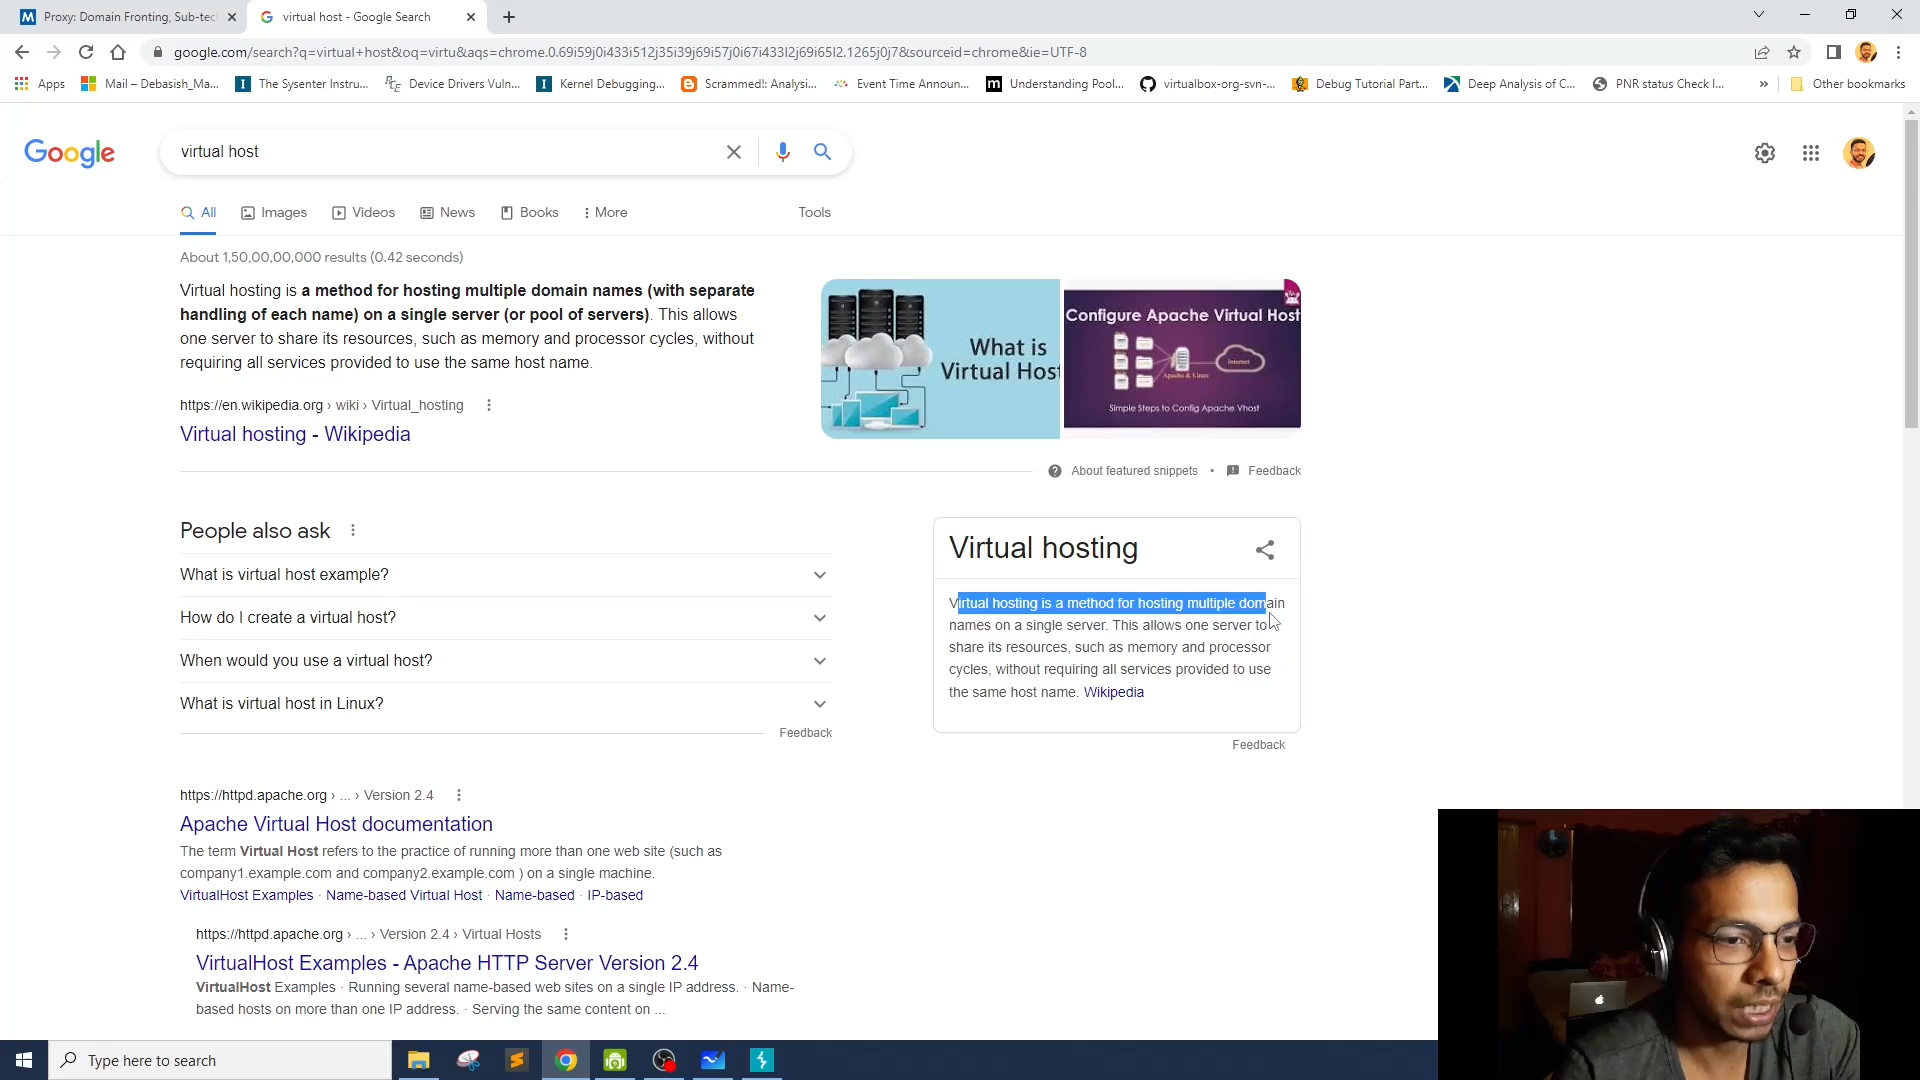 Proxy: Domain Fronting, Sub-tec
virtual host - Google Search
google.com/search?q=virtual+host&oq=virtu&aqs=chrome.0.69i59j0i433i512j35i39j69i57j0i67i433l2j69i65l2.1265j0j7&sourceid=chrome&ie=UTF-8
Apps
Mail – Debasish_Ma...
The Sysenter Instru...
Device Drivers Vuln...
Kernel Debugging...
Scrammed!: Analysi...
Event Time Announ...
Understanding Pool...
virtualbox-org-svn-...
Debug Tutorial Part...
Deep Analysis of C...
PNR status Check I...
»
Other bookmarks
Google
virtual host
All
Images
Videos
News
Books
More
Tools
About 1,50,00,00,000 results (0.42 seconds)
Virtual hosting is a method for hosting multiple domain names (with separate
handling of each name) on a single server (or pool of servers). This allows
one server to share its resources, such as memory and processor cycles, without
requiring all services provided to use the same host name.
https://en.wikipedia.org › wiki › Virtual_hosting
Virtual hosting - Wikipedia
What is
Virtual Host
Configure Apache Virtual Host
Internet
Apache & Linux
Simple Steps to Config Apache Vhost
About featured snippets • Feedback
People also ask
What is virtual host example?
How do I create a virtual host?
When would you use a virtual host?
What is virtual host in Linux?
Feedback
Virtual hosting
Virtual hosting is a method for hosting multiple domain
names on a single server. This allows one server to
share its resources, such as memory and processor
cycles, without requiring all services provided to use
the same host name. Wikipedia
Feedback
https://httpd.apache.org › ... › Version 2.4
Apache Virtual Host documentation
The term Virtual Host refers to the practice of running more than one web site (such as
company1.example.com and company2.example.com ) on a single machine.
VirtualHost Examples · Name-based Virtual Host · Name-based · IP-based
https://httpd.apache.org › ... › Version 2.4 › Virtual Hosts
VirtualHost Examples - Apache HTTP Server Version 2.4
VirtualHost Examples · Running several name-based web sites on a single IP address. · Name-
based hosts on more than one IP address. · Serving the same content on ...
Type here to search